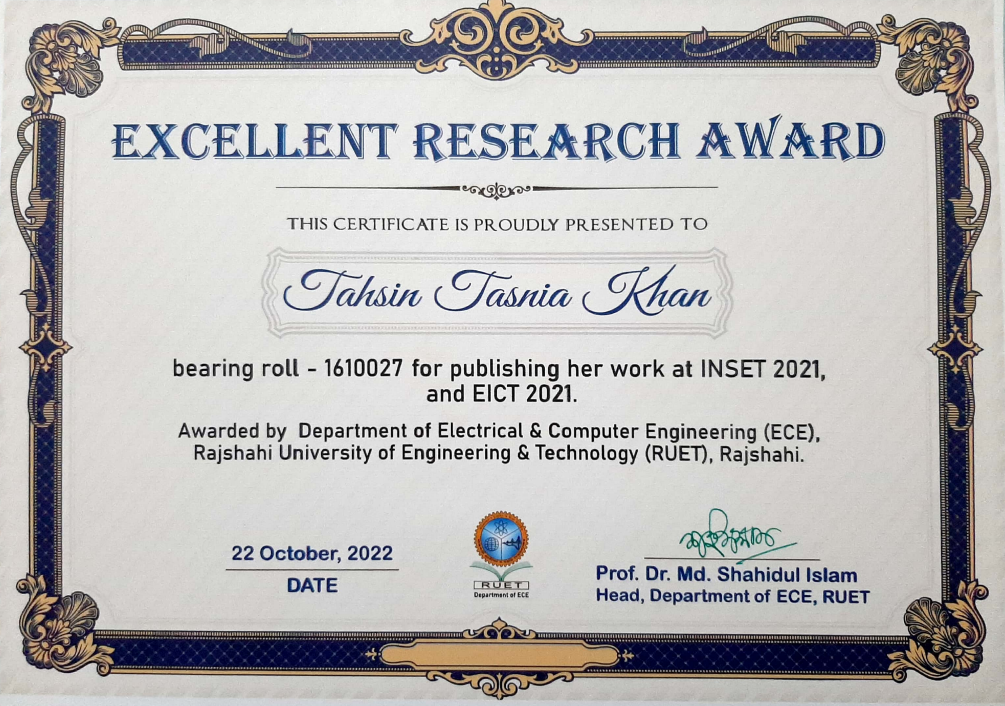 EXCELLENT RESEARCH AWARD
THIS CERTIFICATE IS PROUDLY PRESENTED TO
Tahsin Tasnia Khan
bearing roll - 1610027 for publishing her work at INSET 2021,
and EICT 2021.
Awarded by Department of Electrical & Computer Engineering (ECE),
Rajshahi University of Engineering & Technology (RUET), Rajshahi.
22 October, 2022
DATE
RUET
Department of ECE
Prof. Dr. Md. Shahidul Islam
Head, Department of ECE, RUET